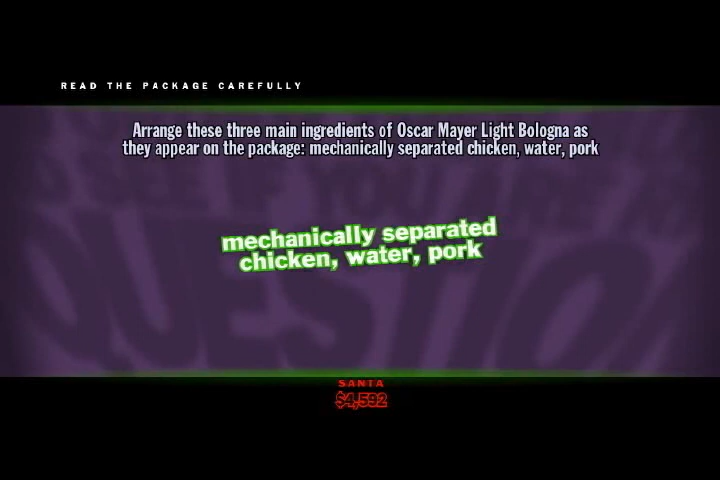 READ THE PACKAGE CAREFULLY
Arrange these three main ingredients of Oscar Mayer Light Bologna as
they appear on the package: mechanically separated chicken, water, pork
mechanically separated
chicken, water, pork
QUESTION
SANTA
$4,592